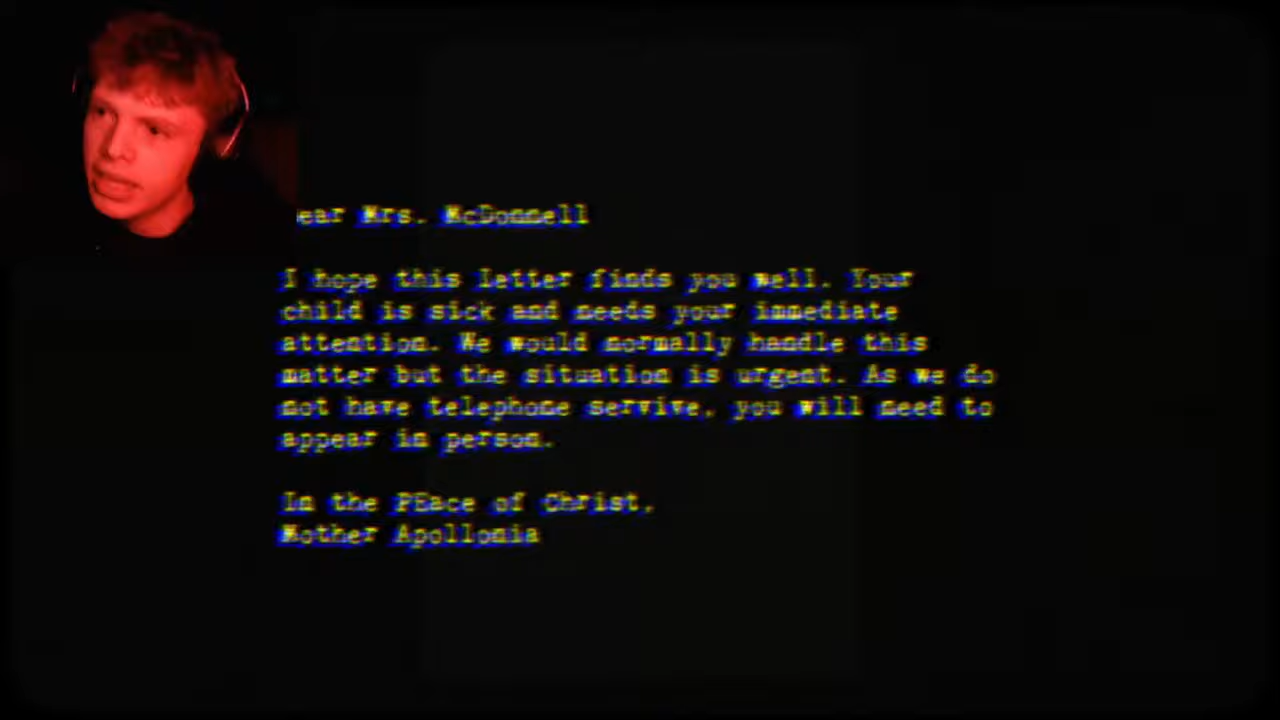 ear Mrs. McDonnell
I hope this letter finds you well. Your
child is sick and needs your immediate
attention. We would normally handle this
matter but the situation is urgent. As we do
not have telephone servive, you will need to
appear in person.
In the PEace of Christ,
Mother Apollonia